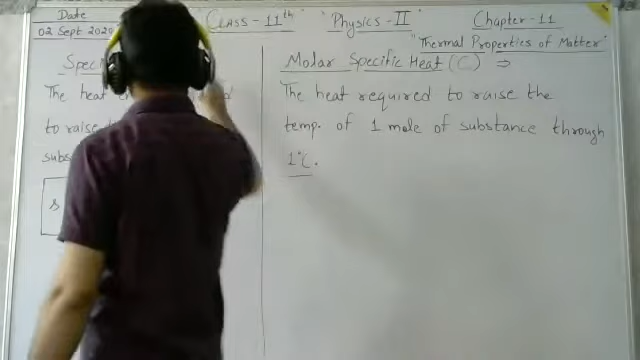 Date
02 Sept 2020
CLASS-11th
"Physics-II"
Chapter-11
"Thermal Properties of Matter"
Speci
The heat e
to raise
subs
s
Molar Specific Heat (C) ⇒
The heat required to raise the
temp. of 1 mole of substance through
1°C.